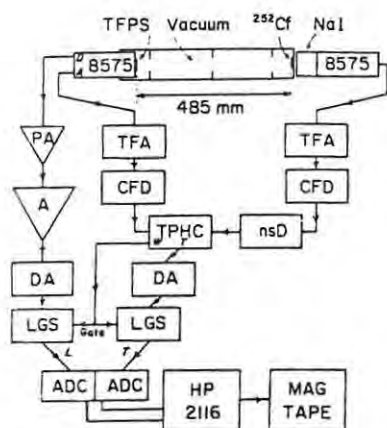 TFPS Vacuum ²⁵²Cf NaI
8575 8575
485 mm
PA TFA TFA
A CFD CFD
TPHC nsD
DA DA
LGS Gate LGS
L T
ADC ADC
HP 2116 MAG TAPE